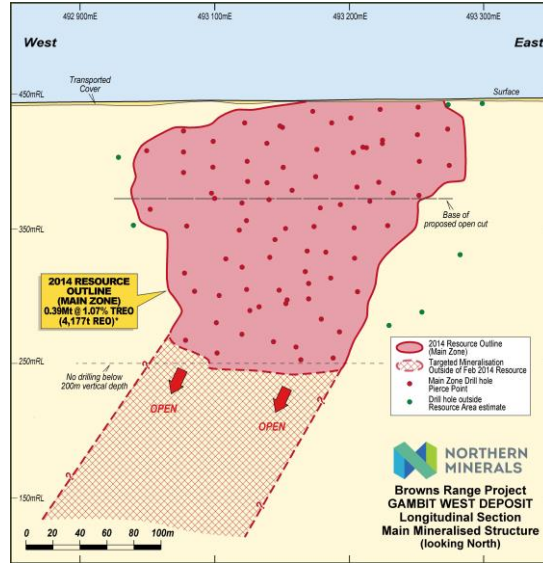 492 900mE
493 100mE
493 200mE
493 300mE
West
East
Transported
Cover
Surface
450mRL
Base of
proposed open cut
350mRL
2014 RESOURCE
OUTLINE
(MAIN ZONE)
0.39Mt @ 1.07% TREO
(4,177t REO)*
No drilling below
200m vertical depth
250mRL
OPEN
OPEN
?
?
?
?
150mRL
0 20 40 60 80 100m
2014 Resource Outline
(Main Zone)
Targeted Mineralisation
Outside of Feb 2014 Resource
Main Zone Drill hole
Pierce Point
Drill hole outside
Resource Area estimate
NORTHERN
MINERALS
Browns Range Project
GAMBIT WEST DEPOSIT
Longitudinal Section
Main Mineralised Structure
(looking North)